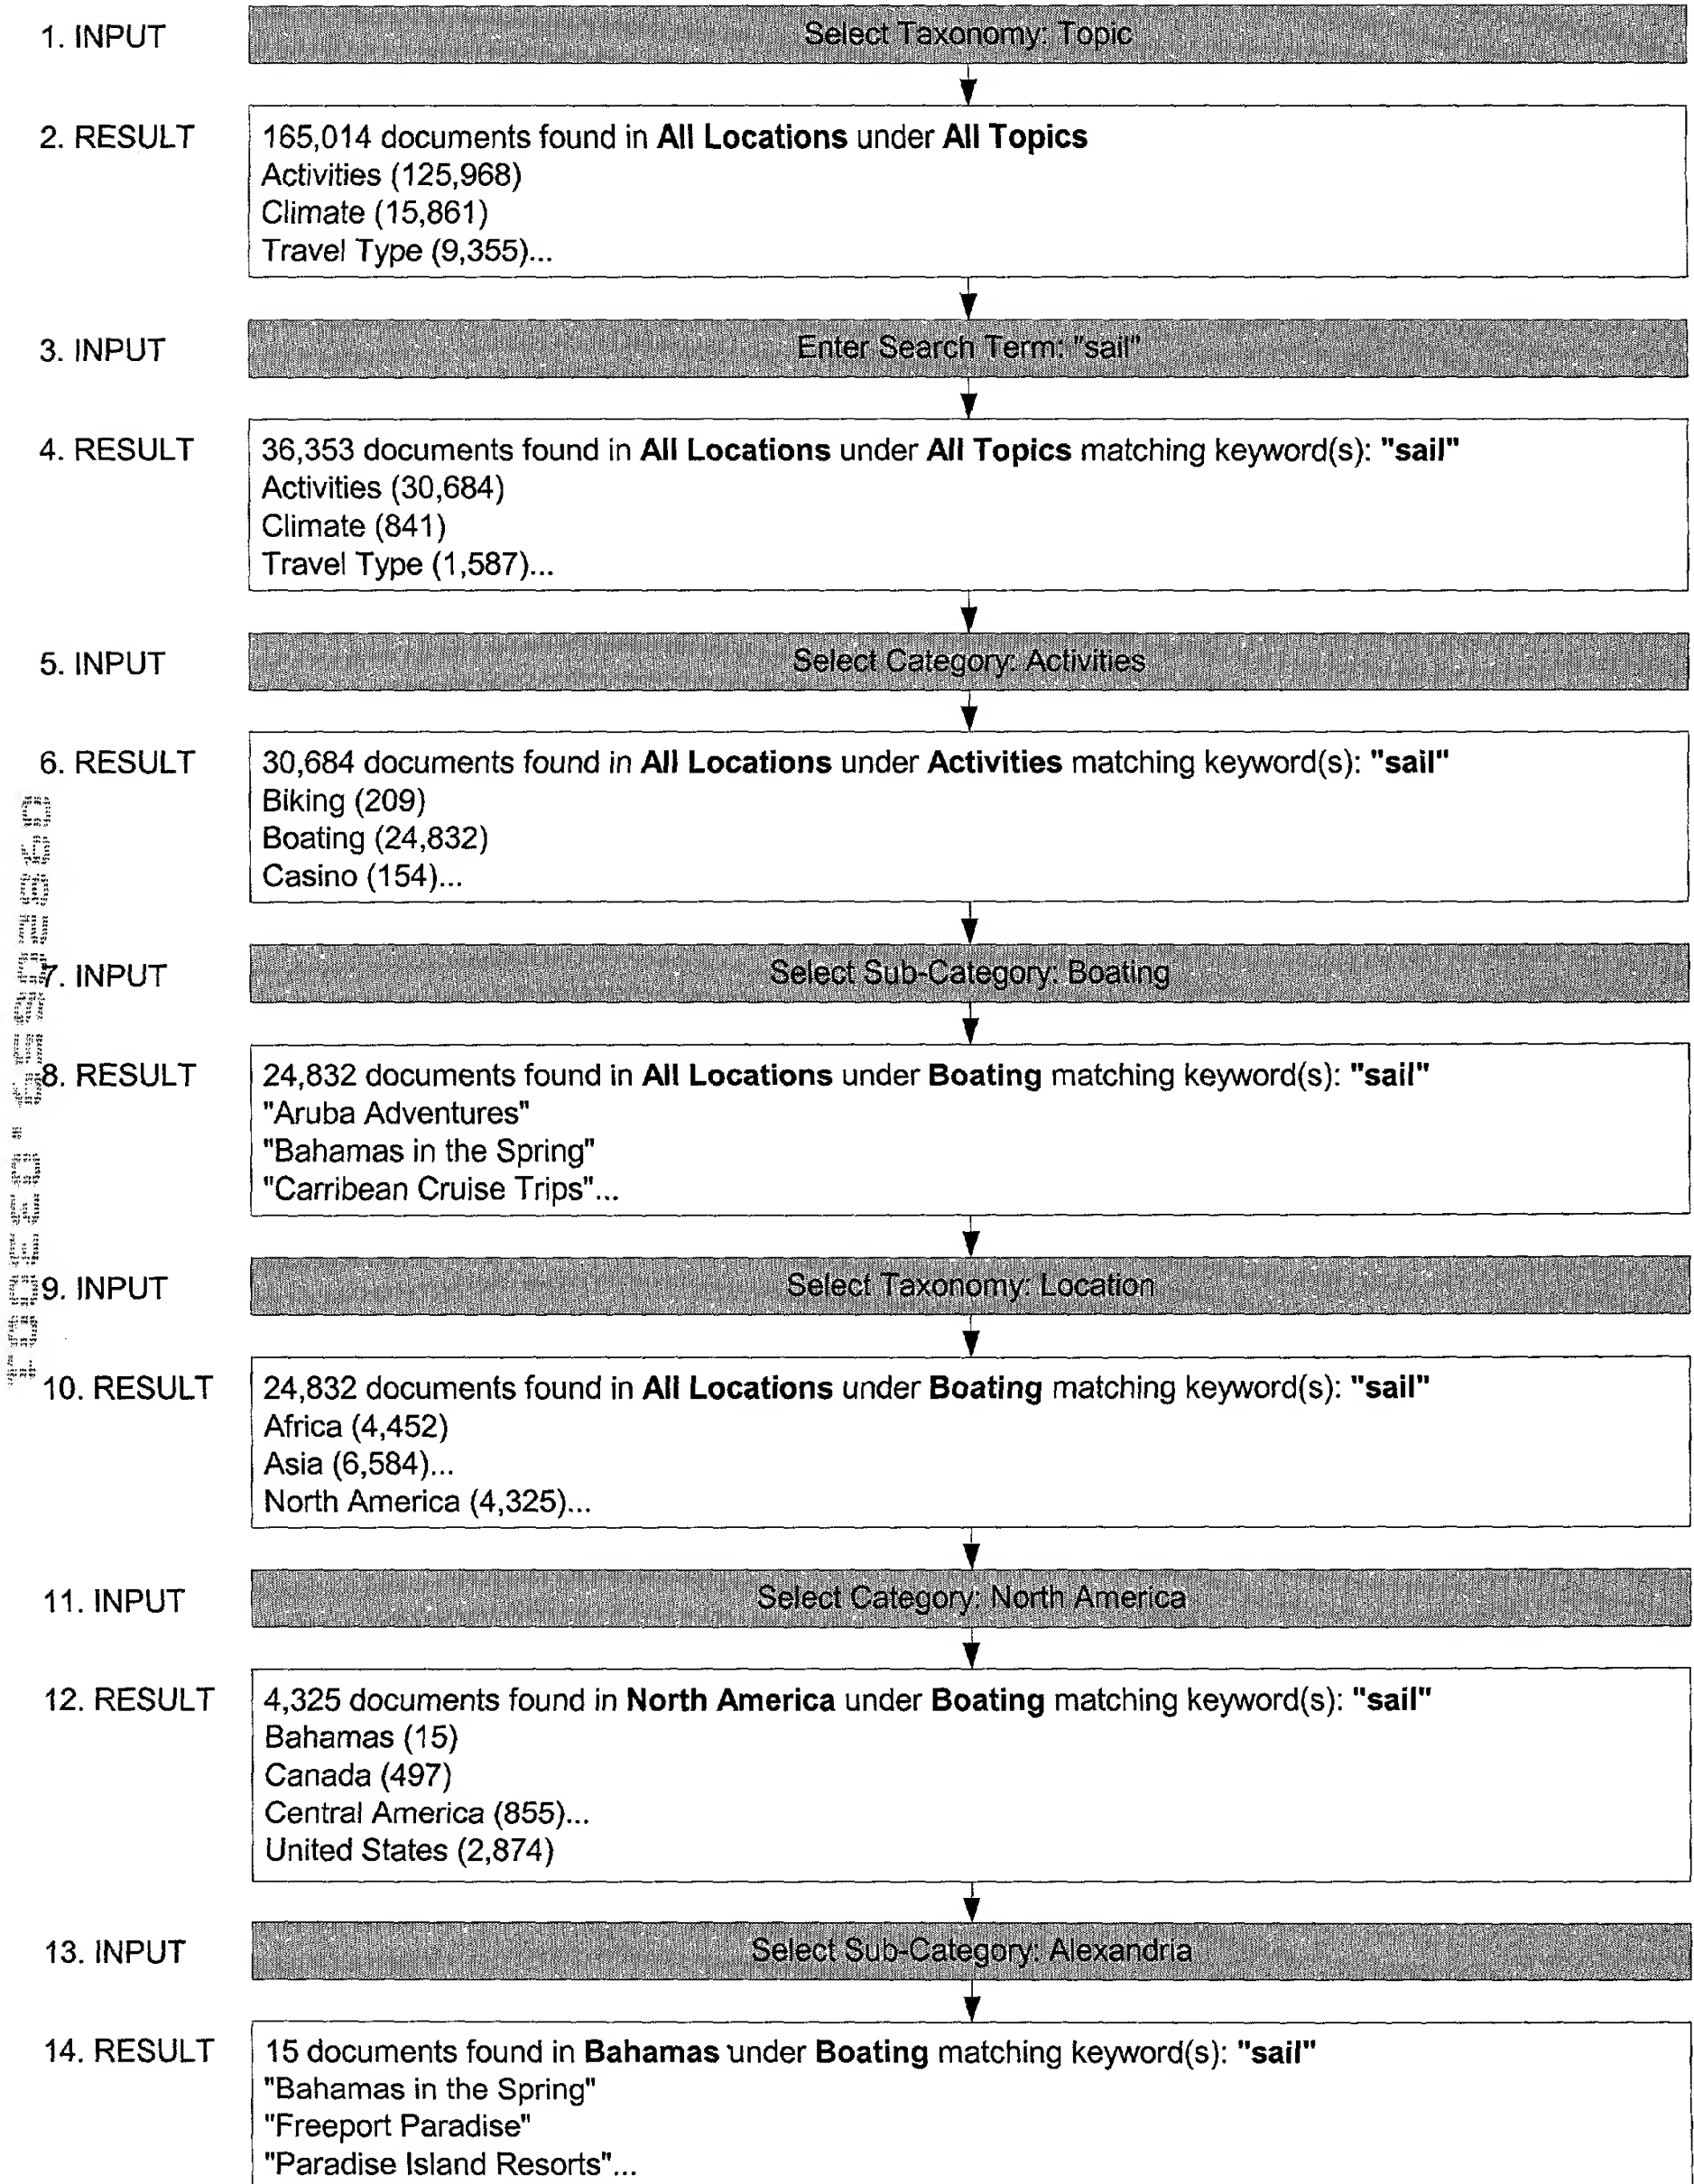 1. INPUT
Select Taxonomy: Topic
2. RESULT
165,014 documents found in All Locations under All Topics
Activities (125,968)
Climate (15,861)
Travel Type (9,355)...
3. INPUT
Enter Search Term: "sail"
4. RESULT
36,353 documents found in All Locations under All Topics matching keyword(s): "sail"
Activities (30,684)
Climate (841)
Travel Type (1,587)...
5. INPUT
Select Category: Activities
6. RESULT
30,684 documents found in All Locations under Activities matching keyword(s): "sail"
Biking (209)
Boating (24,832)
Casino (154)...
7. INPUT
Select Sub-Category: Boating
8. RESULT
24,832 documents found in All Locations under Boating matching keyword(s): "sail"
"Aruba Adventures"
"Bahamas in the Spring"
"Carribean Cruise Trips"...
9. INPUT
Select Taxonomy: Location
10. RESULT
24,832 documents found in All Locations under Boating matching keyword(s): "sail"
Africa (4,452)
Asia (6,584)...
North America (4,325)...
11. INPUT
Select Category: North America
12. RESULT
4,325 documents found in North America under Boating matching keyword(s): "sail"
Bahamas (15)
Canada (497)
Central America (855)...
United States (2,874)
13. INPUT
Select Sub-Category: Alexandria
14. RESULT
15 documents found in Bahamas under Boating matching keyword(s): "sail"
"Bahamas in the Spring"
"Freeport Paradise"
"Paradise Island Resorts"...